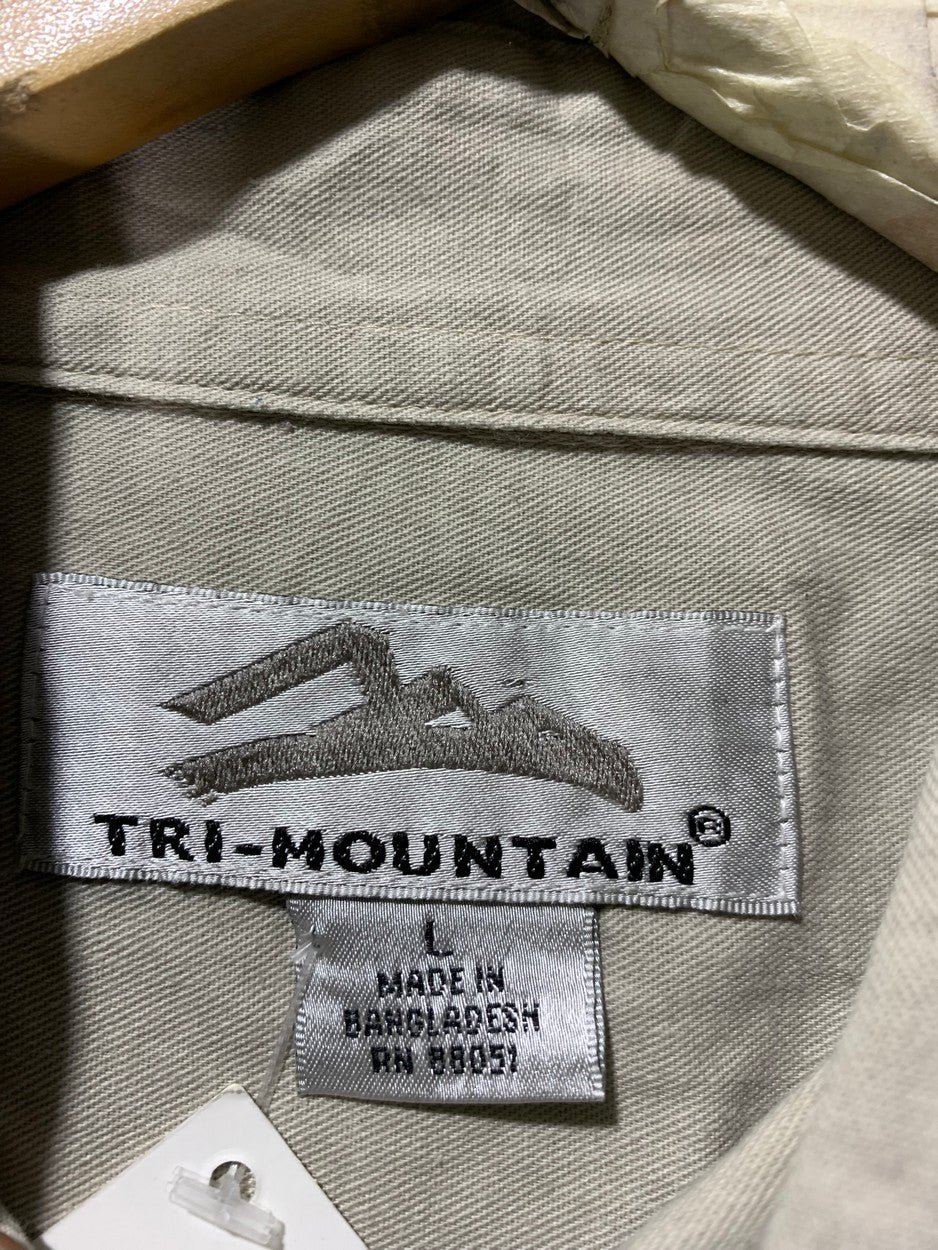 TRI-MOUNTAIN®
L
MADE IN
BANGLADESH
RN 88051